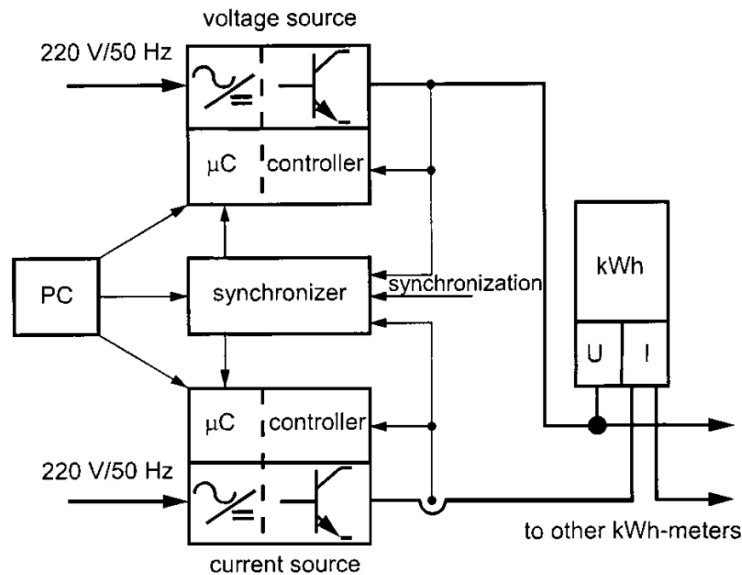 voltage source
220 V/50 Hz
μC
controller
PC
synchronizer
synchronization
kWh
U
I
μC
controller
220 V/50 Hz
to other kWh-meters
current source